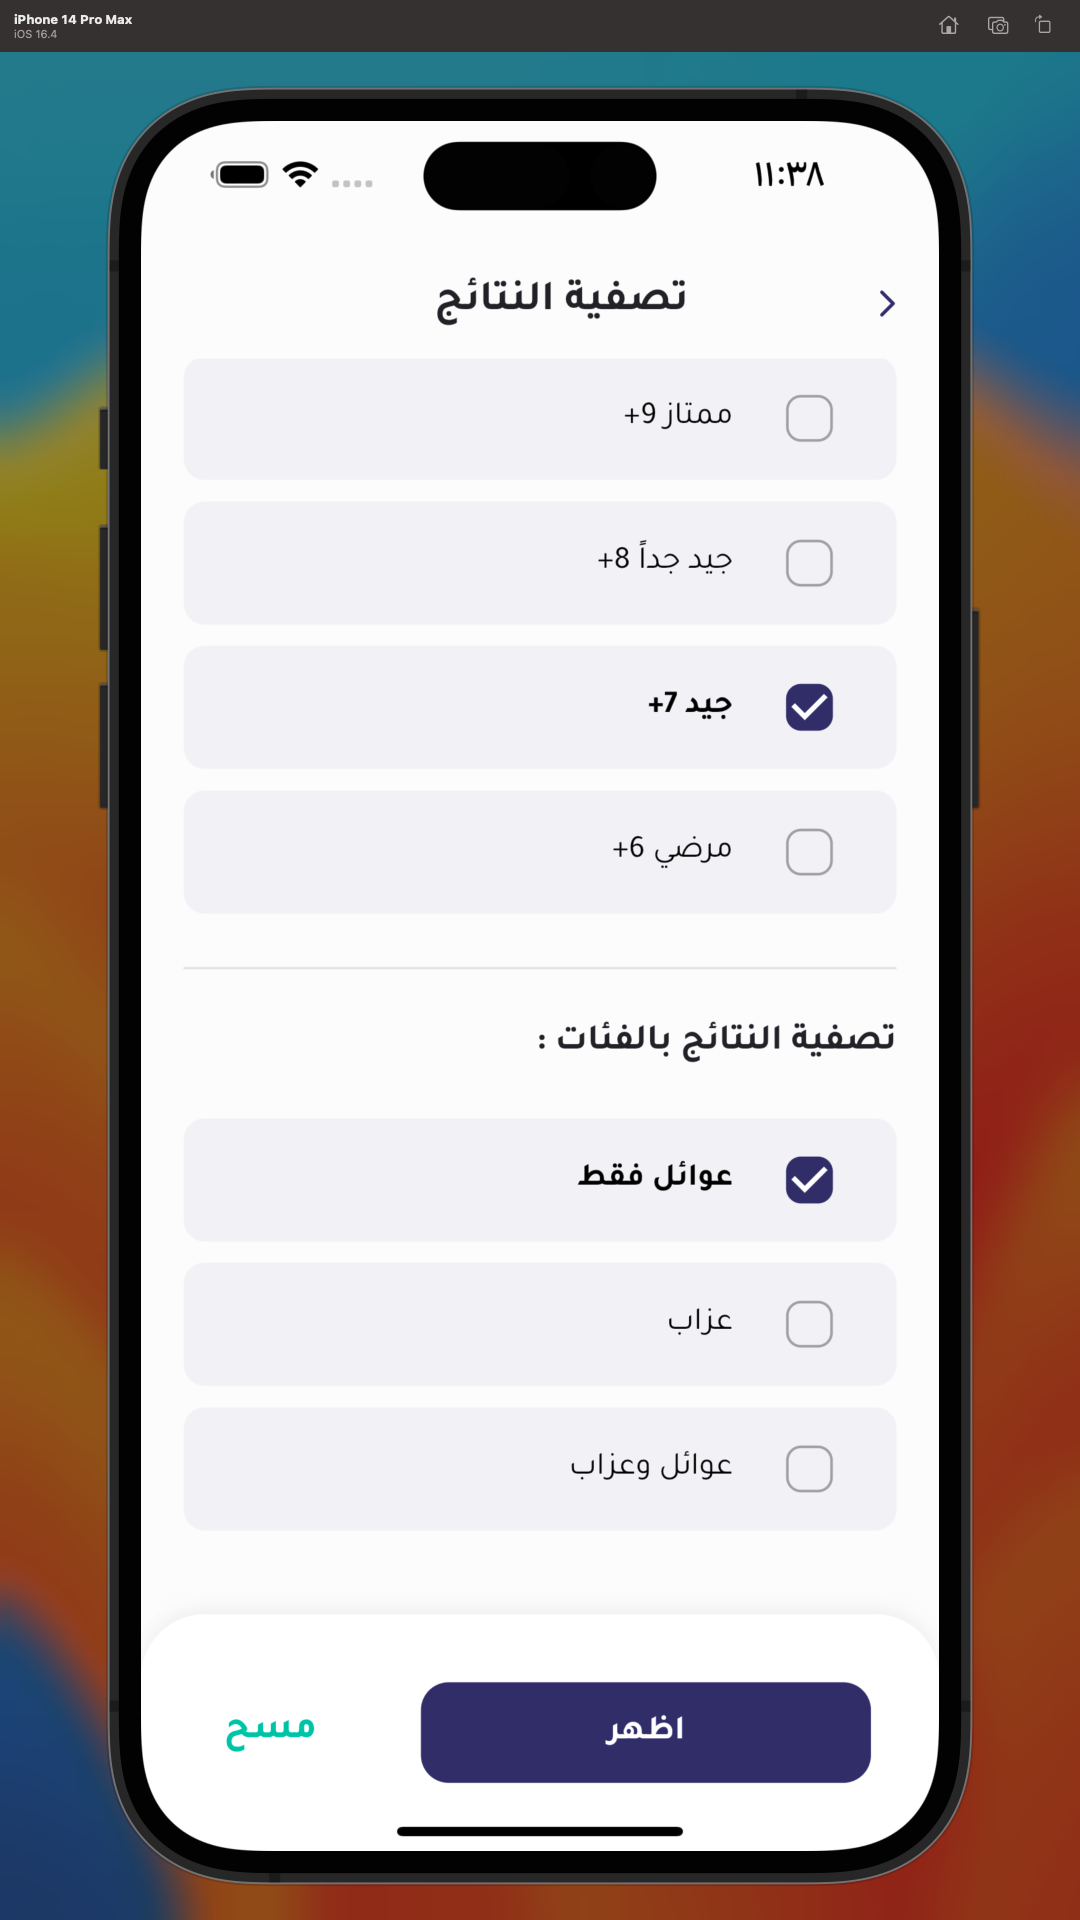 iPhone 14 Pro Max
iOS 16.4
١١:٣٨
تصفية النتائج
ممتاز 9+
جيد جداً 8+
جيد 7+
مرضي 6+
تصفية النتائج بالفئات :
عوائل فقط
عزاب
عوائل وعزاب
اظهر
مسح